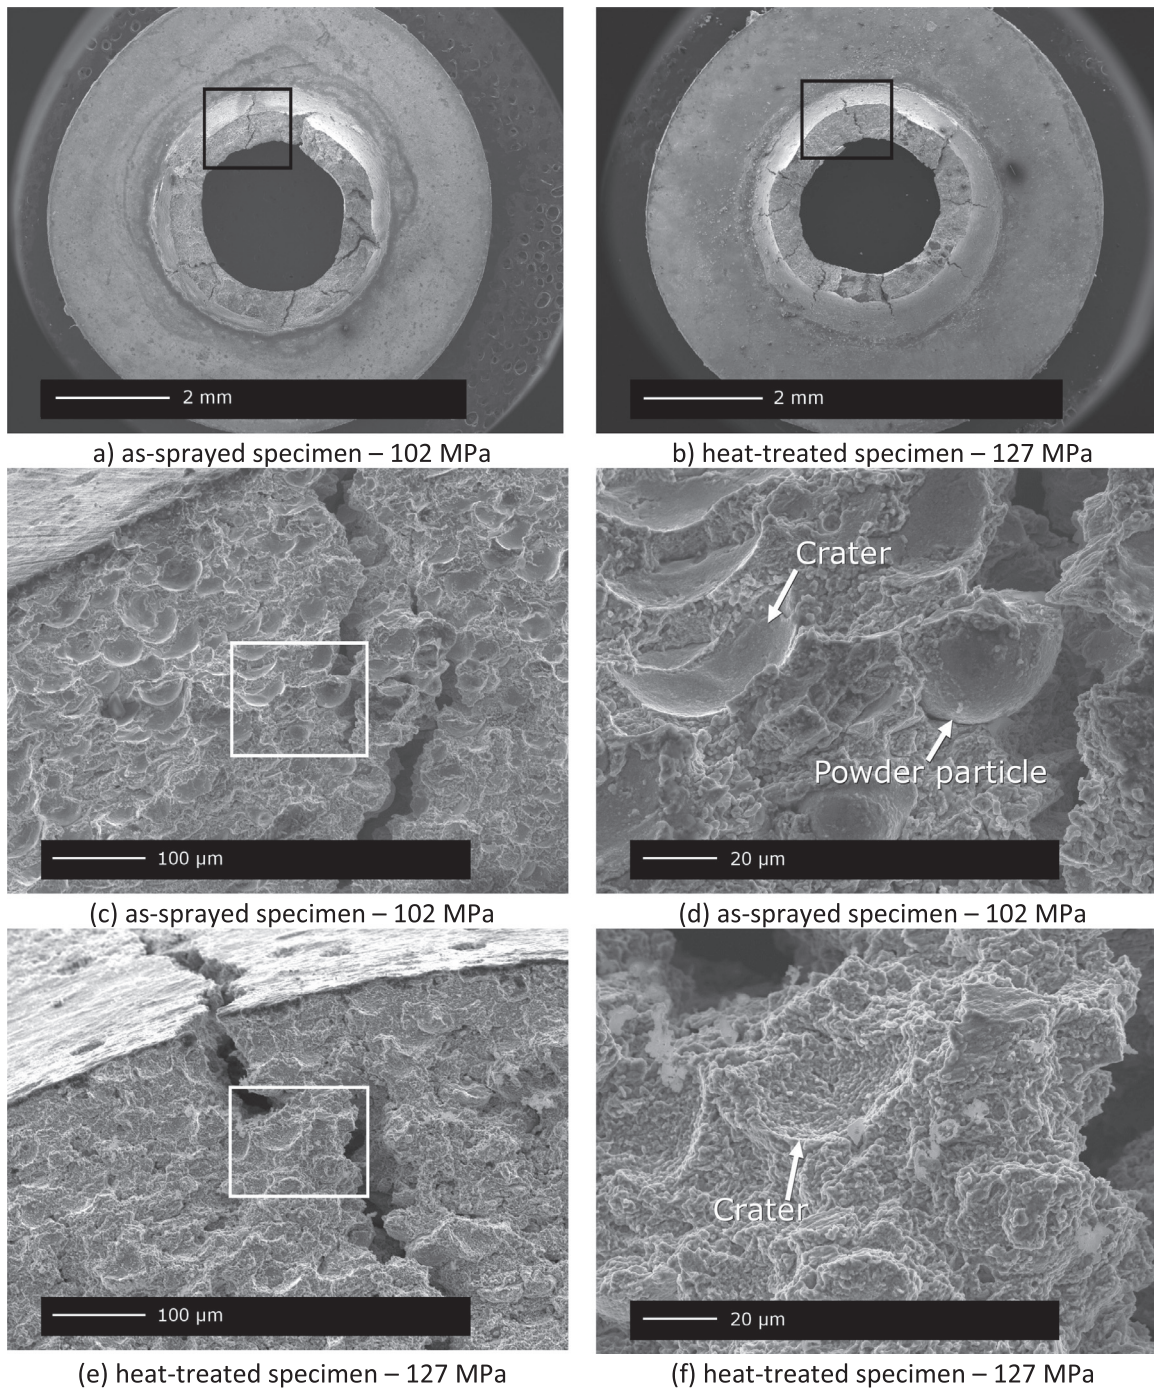 2 mm
2 mm
a) as-sprayed specimen – 102 MPa
b) heat-treated specimen – 127 MPa
Crater
Powder particle
100 µm
20 µm
(c) as-sprayed specimen – 102 MPa
(d) as-sprayed specimen – 102 MPa
Crater
100 µm
20 µm
(e) heat-treated specimen – 127 MPa
(f) heat-treated specimen – 127 MPa